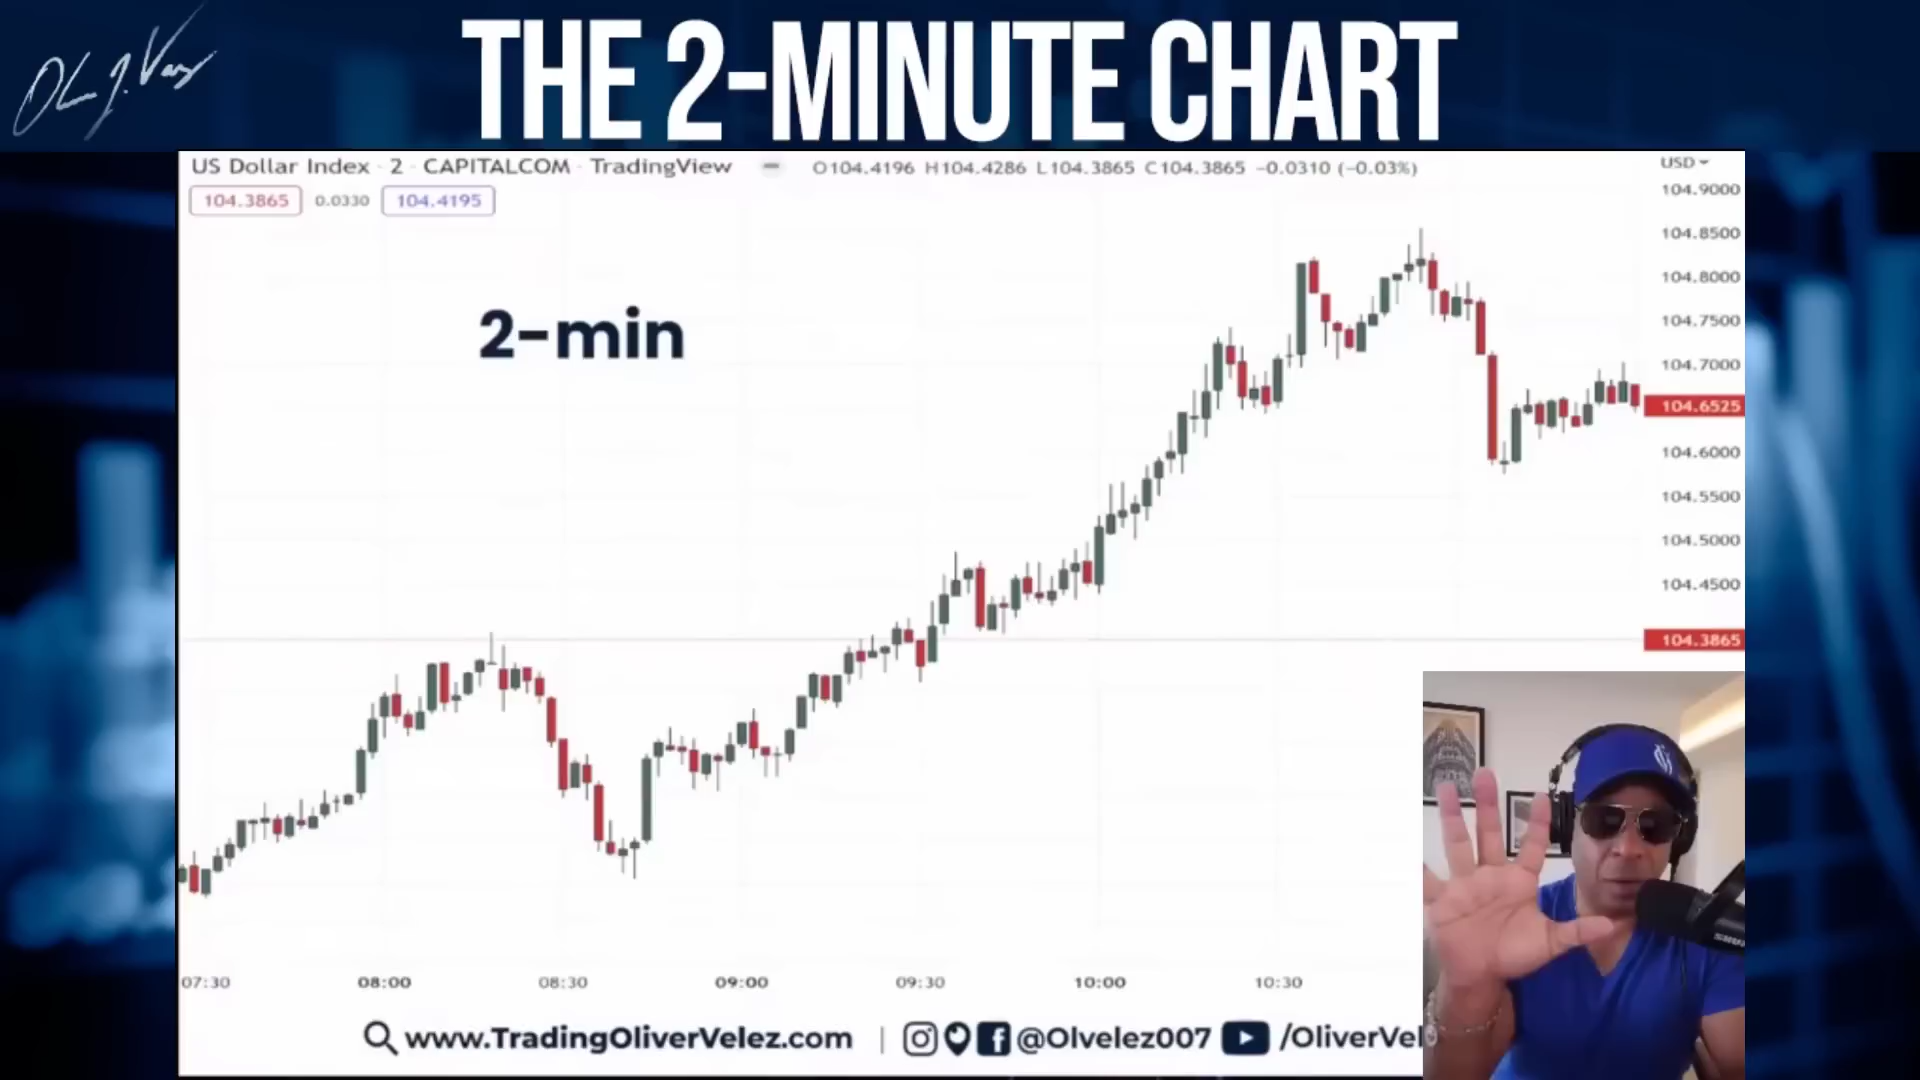 THE 2-MINUTE CHART
US Dollar Index · 2 · CAPITALCOM · TradingView O104.4196 H104.4286 L104.3865 C104.3865 −0.0310 (−0.03%)
USD
104.3865 0.0330 104.4195
104.9000
104.8500
104.8000
2-min
104.7500
104.7000
104.6525
104.6000
104.5500
104.5000
104.4500
104.3865
07:30 08:00 08:30 09:00 09:30 10:00 10:30
www.TradingOliverVelez.com | @Olvelez007 /OliverVel